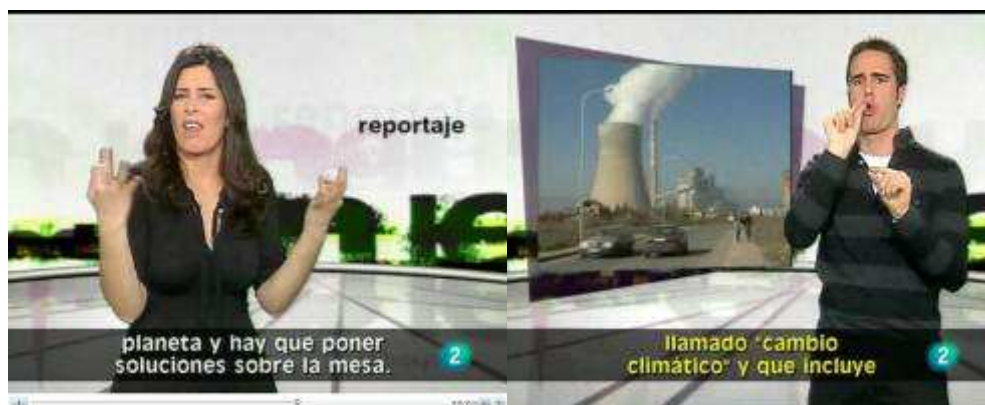 reportaje
planeta y hay que poner
soluciones sobre la mesa.
2
llamado "cambio
climático" y que incluye
2